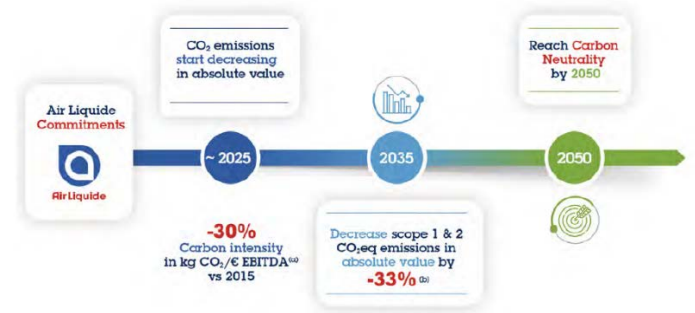 Air Liquide
Commitments
Air Liquide
CO₂ emissions
start decreasing
in absolute value
~ 2025
-30%
Carbon intensity
in kg CO₂/€ EBITDA⁽ᵃ⁾
vs 2015
2035
Decrease scope 1 & 2
CO₂eq emissions in
absolute value by
-33% ⁽ᵇ⁾
Reach Carbon
Neutrality
by 2050
2050